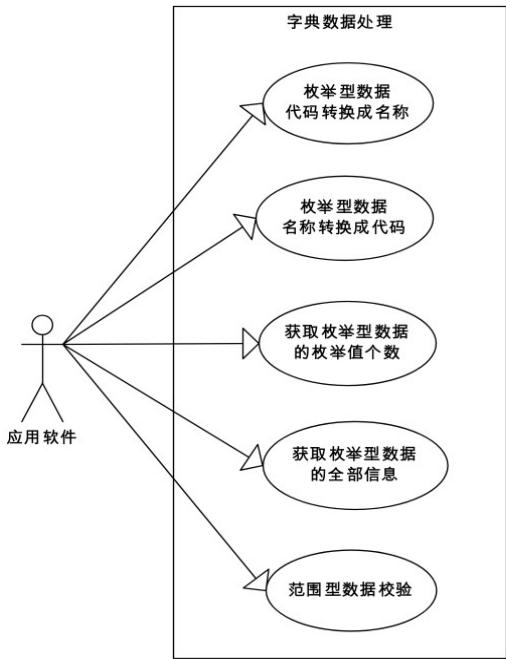 字典数据处理
枚举型数据
代码转换成名称
枚举型数据
名称转换成代码
获取枚举型数据
的枚举值个数
应用软件
获取枚举型数据
的全部信息
范围型数据校验